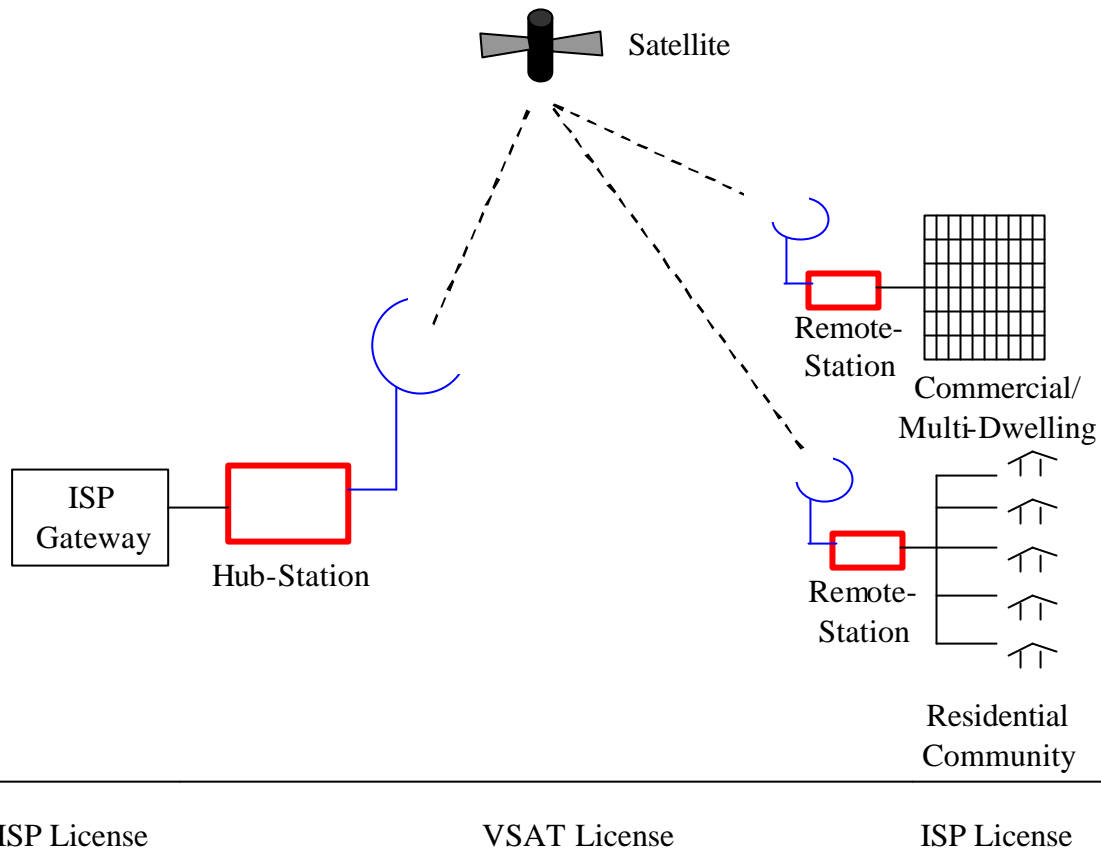 Satellite
Remote-
Station
Commercial/
Multi-Dwelling
ISP
Gateway
Hub-Station
Remote-
Station
Residential
Community
ISP License
VSAT License
ISP License